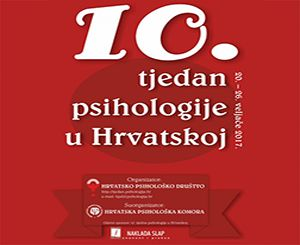 10.
tjedan
psihologije
u Hrvatskoj
20. - 26. veljače 2017.
Organizator:
HRVATSKO PSIHOLOŠKO DRUŠTVO
Suorganizator:
HRVATSKA PSIHOLOŠKA KOMORA
NAKLADA SLAP